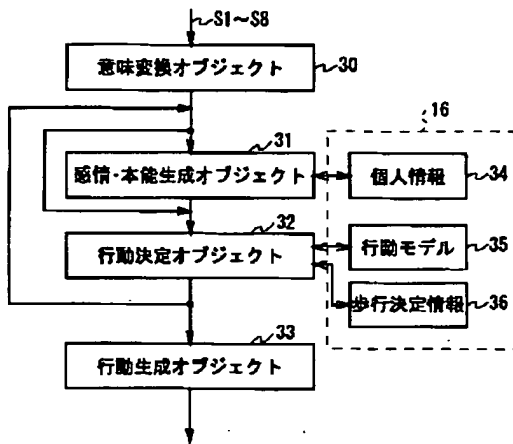 S1~S8
意味変換オブジェクト 30
16
31
感情・本能生成オブジェクト
個人情報 34
32
行動決定オブジェクト
行動モデル 35
歩行決定情報 36
33
行動生成オブジェクト